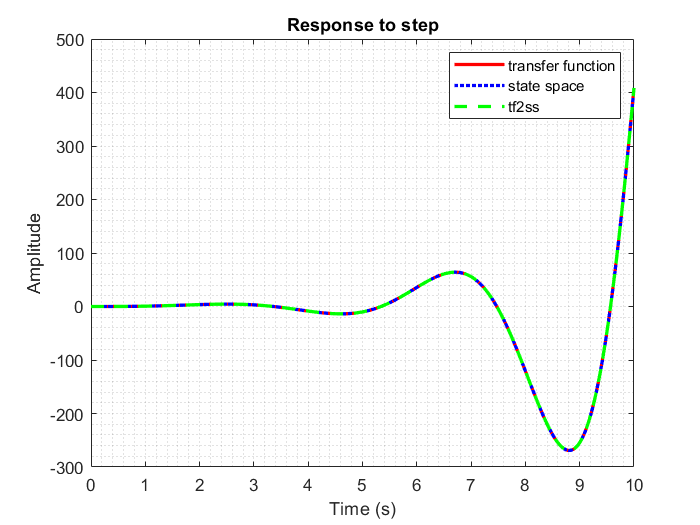 Response to step
500
400
300
200
100
0
-100
-200
-300
Amplitude
transfer function
state space
tf2ss
0 1 2 3 4 5 6 7 8 9 10
Time (s)